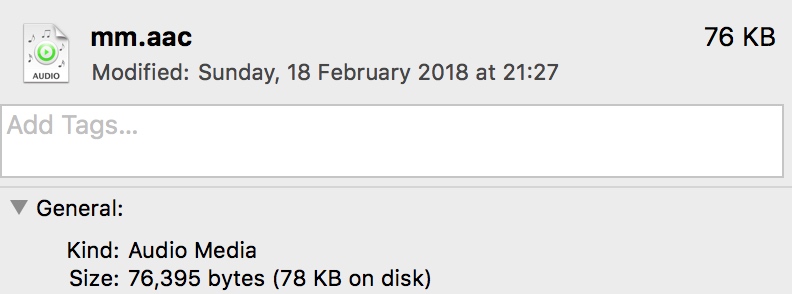 mm.aac 76 KB
AUDIO Modified: Sunday, 18 February 2018 at 21:27
Add Tags...
General:
Kind: Audio Media
Size: 76,395 bytes (78 KB on disk)